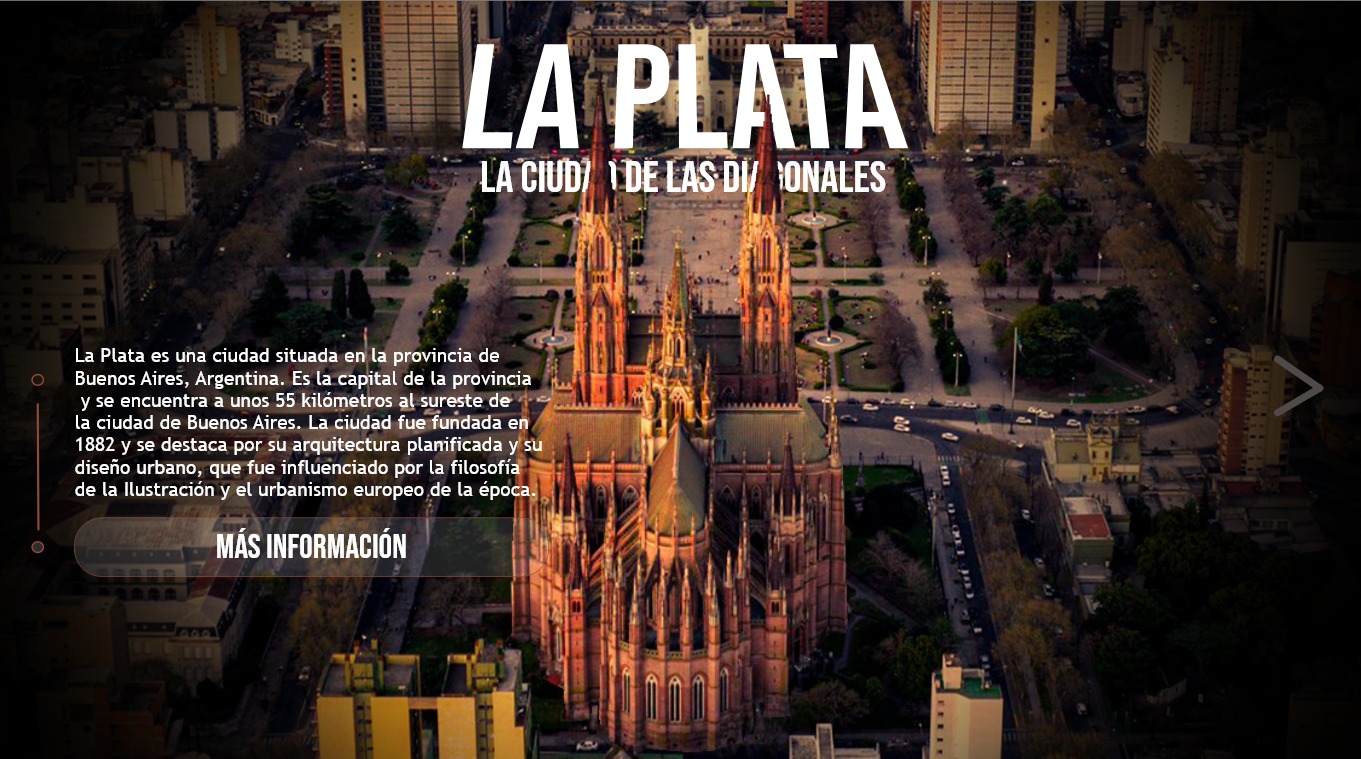 LA PLATA
LA CIUDAD DE LAS DIAGONALES
La Plata es una ciudad situada en la provincia de
Buenos Aires, Argentina. Es la capital de la provincia
y se encuentra a unos 55 kilómetros al sureste de
la ciudad de Buenos Aires. La ciudad fue fundada en
1882 y se destaca por su arquitectura planificada y su
diseño urbano, que fue influenciado por la filosofía
de la Ilustración y el urbanismo europeo de la época.
MÁS INFORMACIÓN